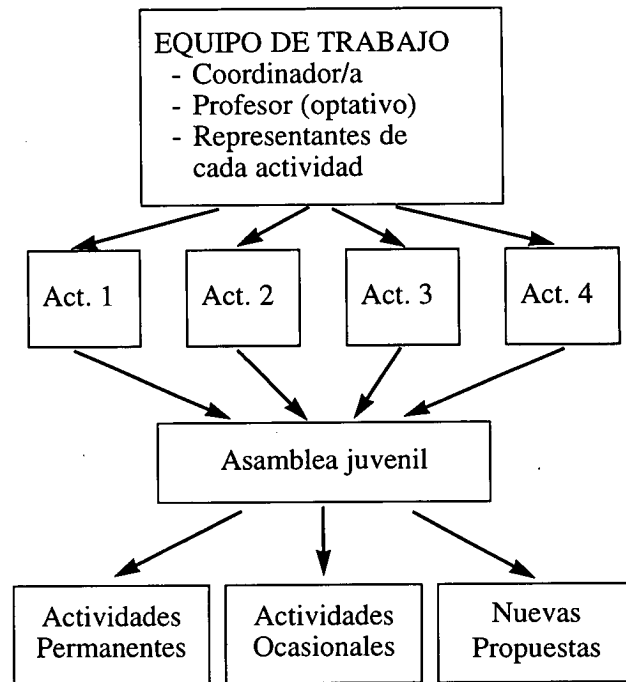 EQUIPO DE TRABAJO
- Coordinador/a
- Profesor (optativo)
- Representantes de
cada actividad
Act. 1
Act. 2
Act. 3
Act. 4
Asamblea juvenil
Actividades
Permanentes
Actividades
Ocasionales
Nuevas
Propuestas